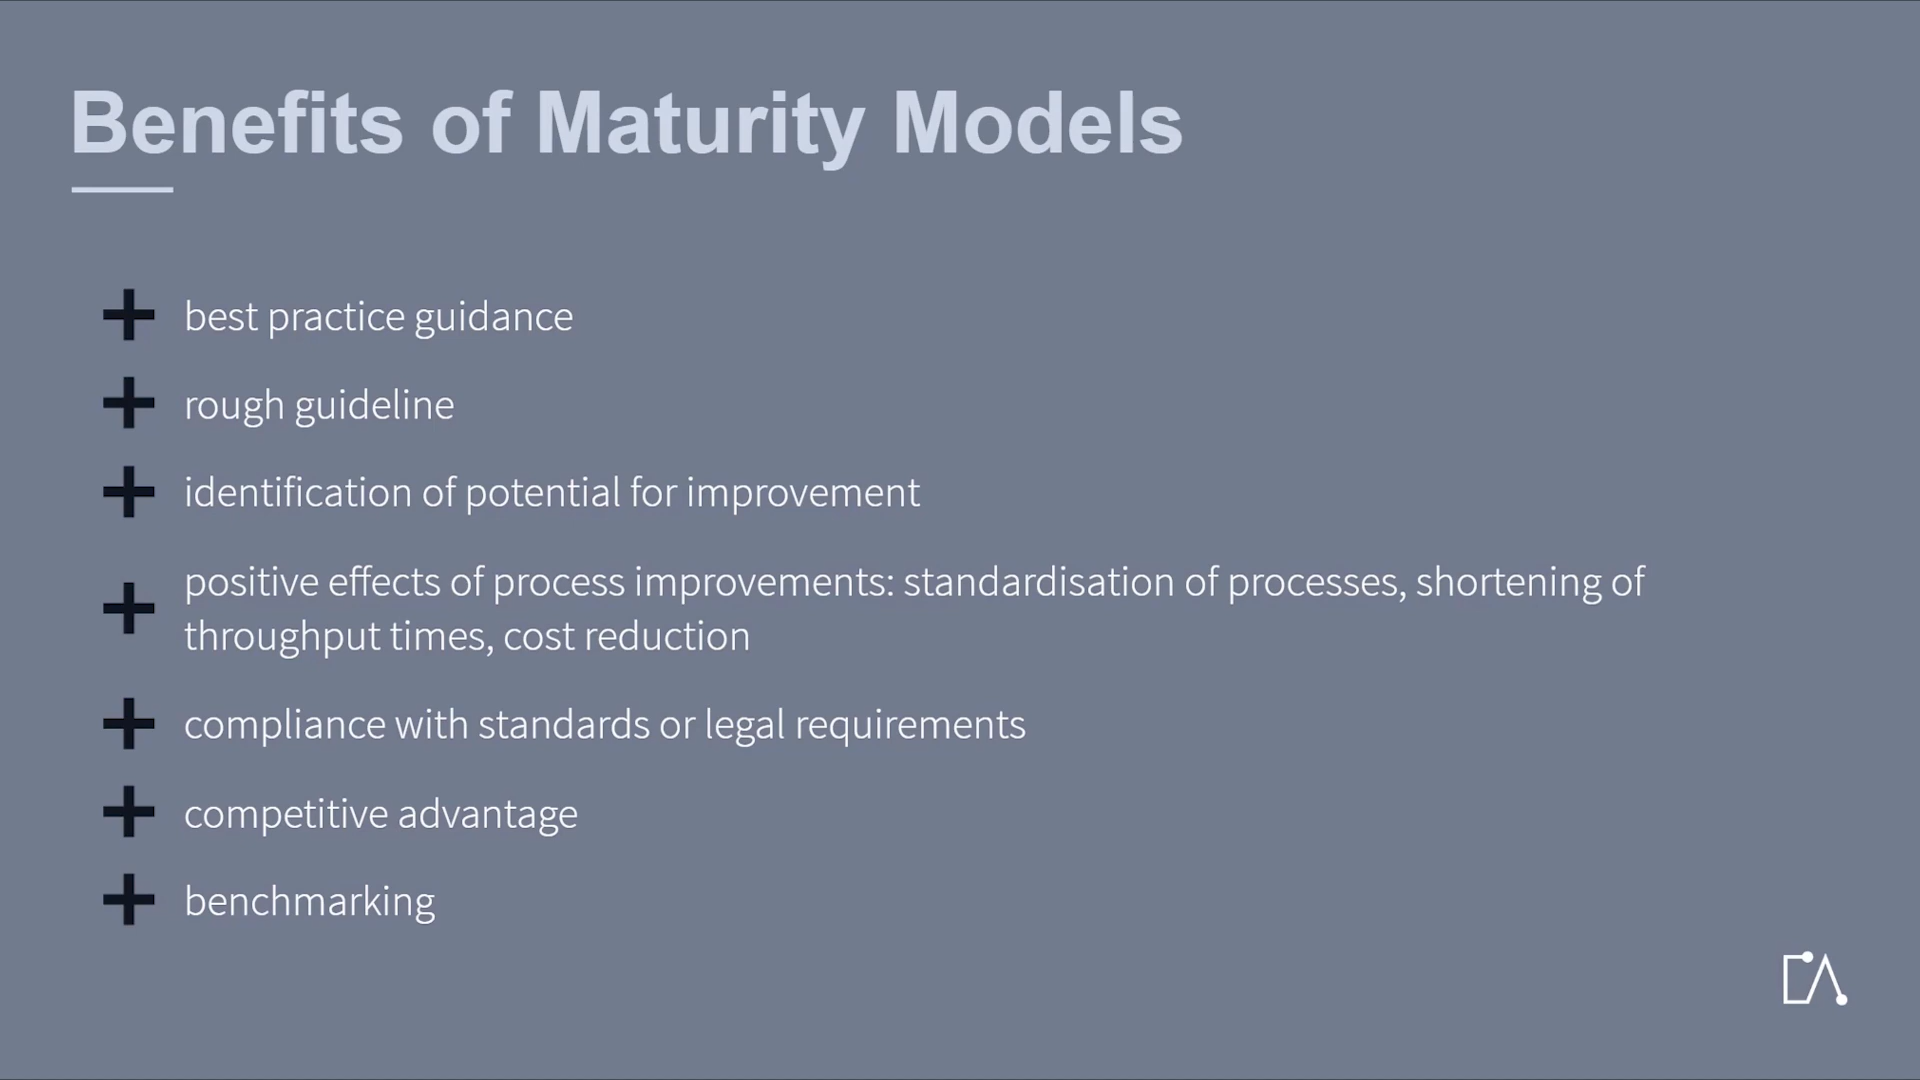 Benefits of Maturity Models
best practice guidance
rough guideline
identification of potential for improvement
positive effects of process improvements: standardisation of processes, shortening of
throughput times, cost reduction
compliance with standards or legal requirements
competitive advantage
benchmarking